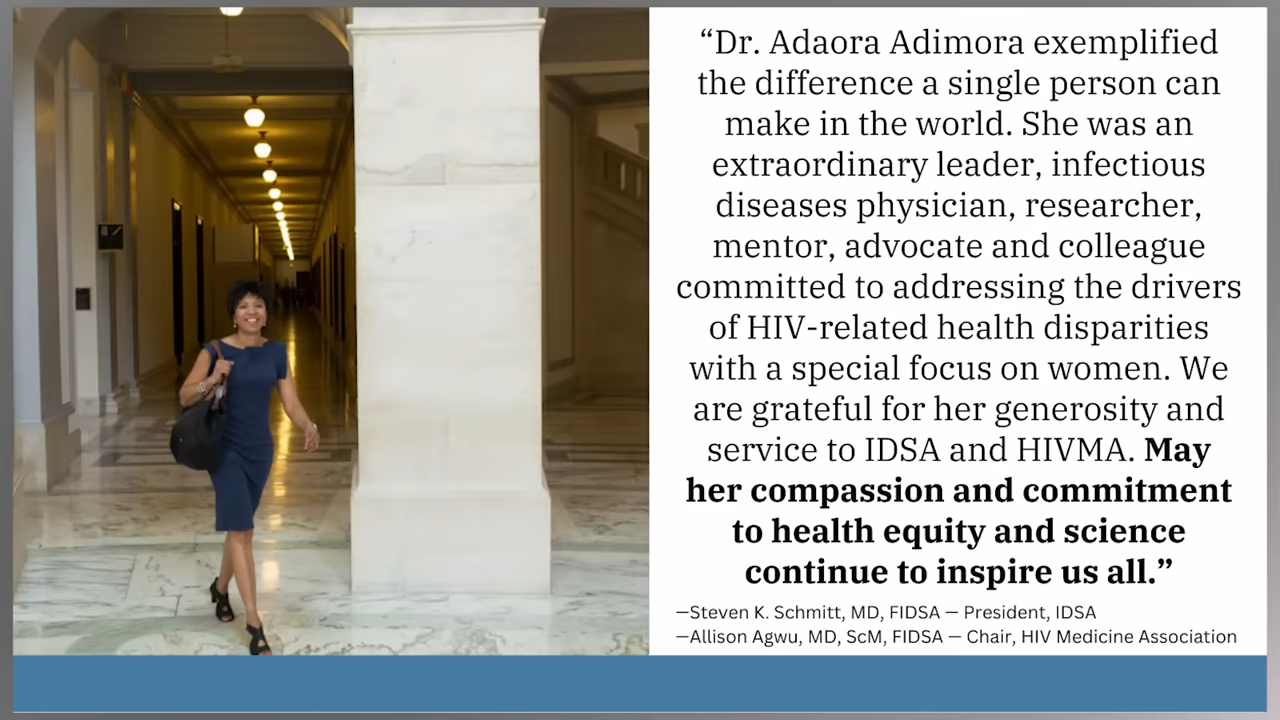 “Dr. Adaora Adimora exemplified
the difference a single person can
make in the world. She was an
extraordinary leader, infectious
diseases physician, researcher,
mentor, advocate and colleague
committed to addressing the drivers
of HIV-related health disparities
with a special focus on women. We
are grateful for her generosity and
service to IDSA and HIVMA. May
her compassion and commitment
to health equity and science
continue to inspire us all.”
—Steven K. Schmitt, MD, FIDSA — President, IDSA
—Allison Agwu, MD, ScM, FIDSA — Chair, HIV Medicine Association